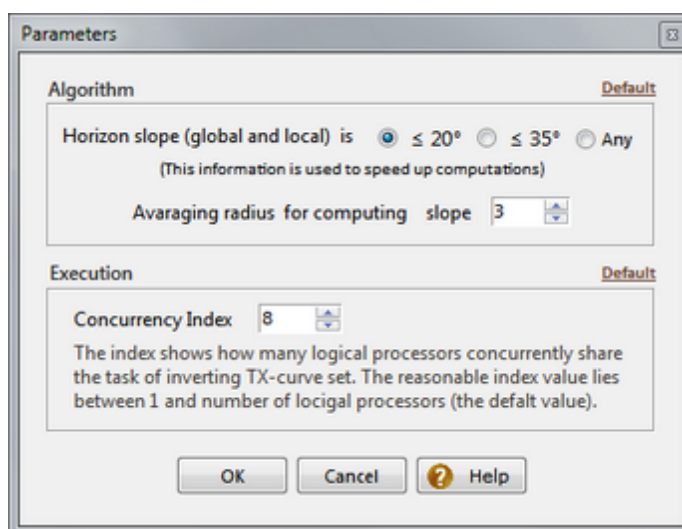 Parameters
Algorithm Default
Horizon slope (global and local) is ≤ 20° ≤ 35° Any
(This information is used to speed up computations)
Avaraging radius for computing slope 3
Execution Default
Concurrency Index 8
The index shows how many logical processors concurrently share
the task of inverting TX-curve set. The reasonable index value lies
between 1 and number of locigal processors (the defalt value).
OK Cancel Help